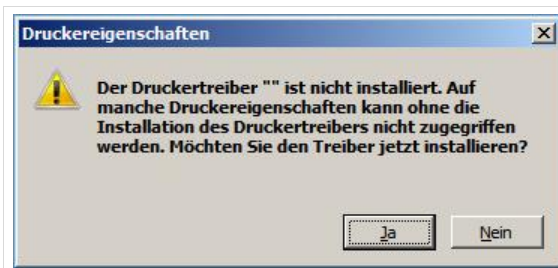 Druckereigenschaften
Der Druckertreiber "" ist nicht installiert. Auf
manche Druckereigenschaften kann ohne die
Installation des Druckertreibers nicht zugegriffen
werden. Möchten Sie den Treiber jetzt installieren?
Ja
Nein